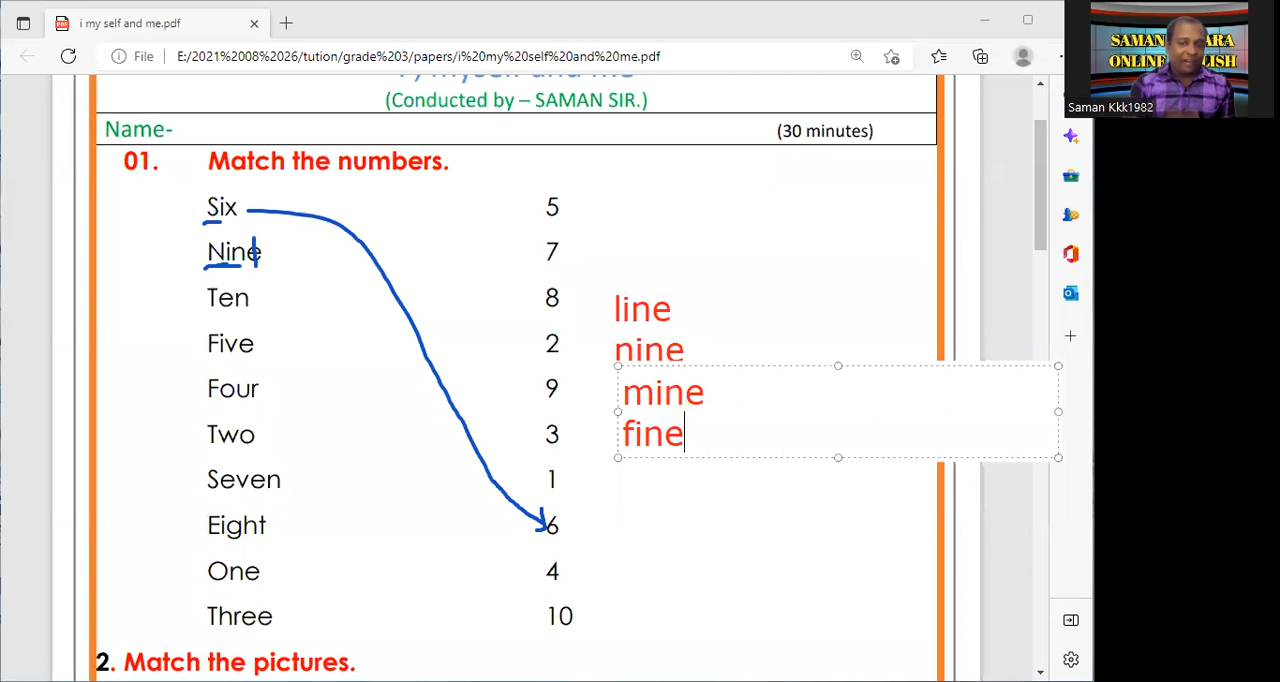 i my self and me.pdf
File E:/2021%2008%2026/tution/grade%203/papers/i%20my%20self%20and%20me.pdf
(Conducted by – SAMAN SIR.)
Name- (30 minutes)
01. Match the numbers.
Six 5
Nine 7
Ten 8
Five 2
Four 9
Two 3
Seven 1
Eight 6
One 4
Three 10
line
nine
mine
fine
2. Match the pictures.
SAMAN
ONLINE
Saman Kkk1982